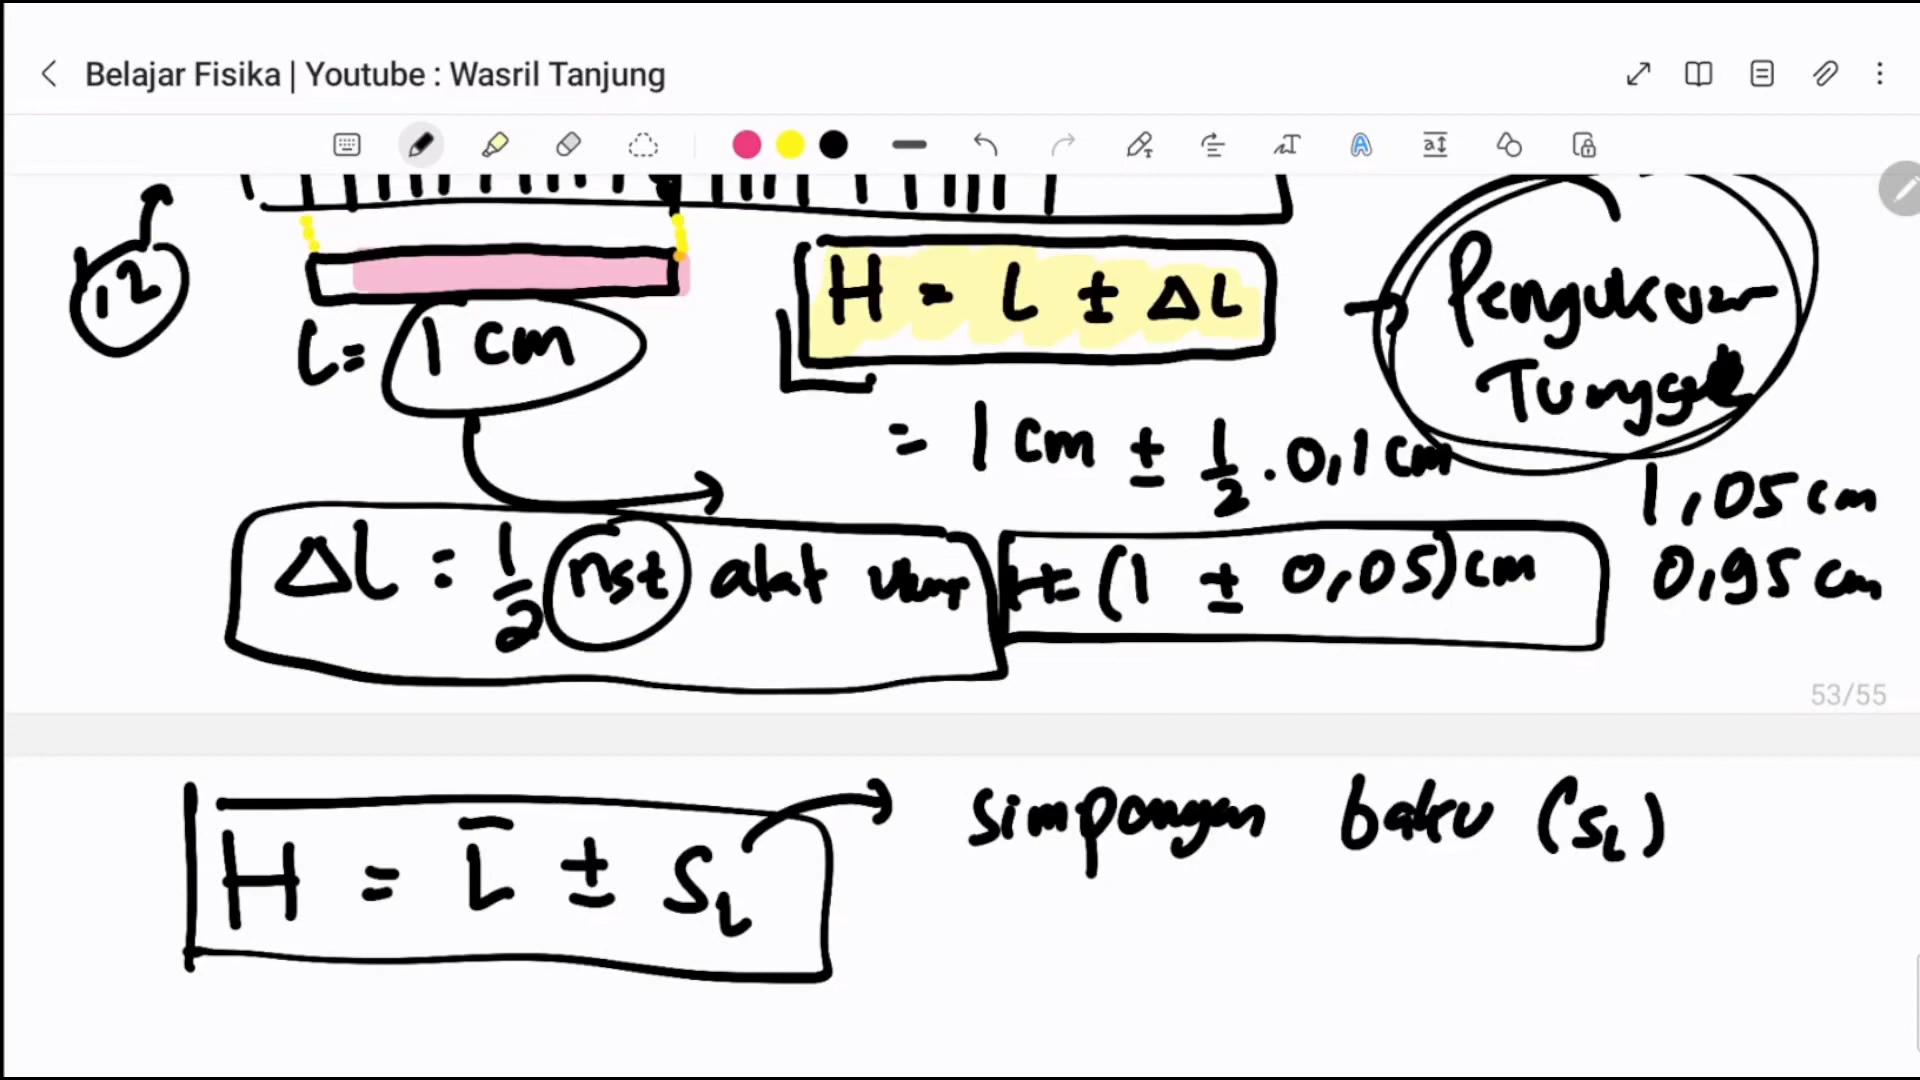 Belajar Fisika | Youtube : Wasril Tanjung
12
L = 1 cm
H = L ± ΔL
Pengukuran
Tunggal
= 1 cm ± 1/2 . 0,1 cm
1,05 cm
0,95 cm
Δl = 1/2 nst alat ukur
H = (1 ± 0,05) cm
53/55
H = L̅ ± S_L
simpangan baku (S_L)